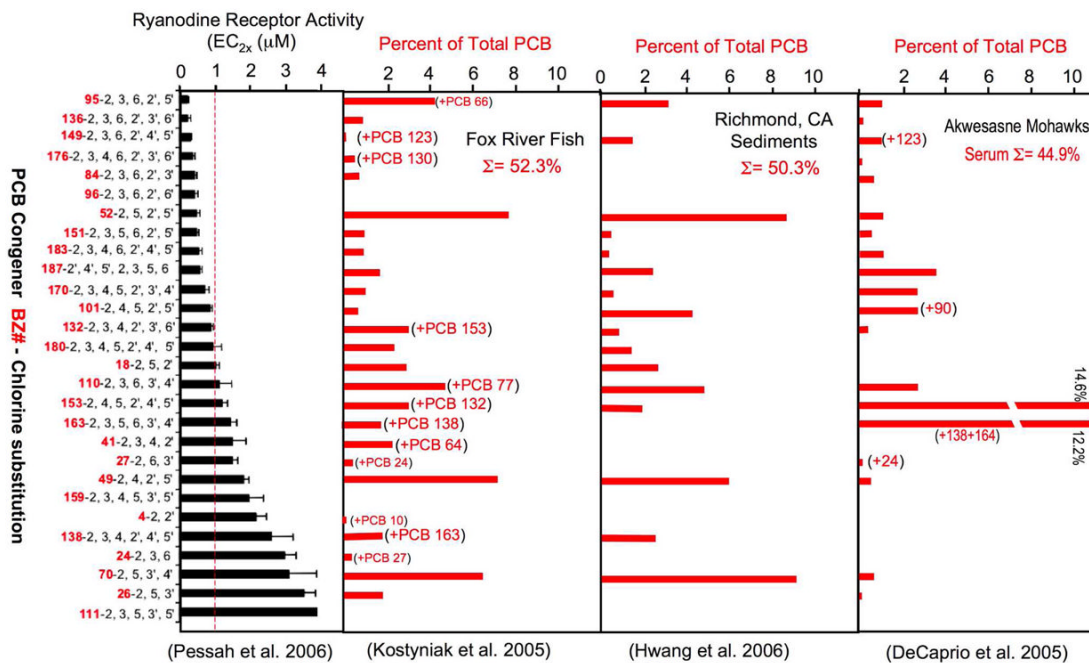 Ryanodine Receptor Activity
(EC2x (μM)
Percent of Total PCB
Percent of Total PCB
Percent of Total PCB
0 1 2 3 4
0 2 4 6 8 10
0 2 4 6 8 10
2 4 6 8 10
PCB Congener BZ# - Chlorine substitution
95-2, 3, 6, 2', 5'
136-2, 3, 6, 2', 3', 6'
149-2, 3, 6, 2', 4', 5'
176-2, 3, 4, 6, 2', 3', 6'
84-2, 3, 6, 2', 3'
96-2, 3, 6, 2', 6'
52-2, 5, 2', 5'
151-2, 3, 5, 6, 2', 5'
183-2, 3, 4, 6, 2', 4', 5'
187-2', 4', 5', 2, 3, 5, 6
170-2, 3, 4, 5, 2', 3', 4'
101-2, 4, 5, 2', 5'
132-2, 3, 4, 2', 3', 6'
180-2, 3, 4, 5, 2', 4', 5'
18-2, 5, 2'
110-2, 3, 6, 3', 4'
153-2, 4, 5, 2', 4', 5'
163-2, 3, 5, 6, 3', 4'
41-2, 3, 4, 2'
27-2, 6, 3'
49-2, 4, 2', 5'
159-2, 3, 4, 5, 3', 5'
4-2, 2'
138-2, 3, 4, 2', 4', 5'
24-2, 3, 6
70-2, 5, 3', 4'
26-2, 5, 3'
111-2, 3, 5, 3', 5'
(+PCB 66)
(+PCB 123)
(+PCB 130)
Fox River Fish
Σ= 52.3%
(+PCB 153)
(+PCB 77)
(+PCB 132)
(+PCB 138)
(+PCB 64)
(+PCB 24)
(+PCB 10)
(+PCB 163)
(+PCB 27)
Richmond, CA
Sediments
Σ= 50.3%
Akwesasne Mohawks
(+123)
Serum Σ= 44.9%
(+90)
14.6%
(+138+164)
12.2%
(+24)
(Pessah et al. 2006)
(Kostyniak et al. 2005)
(Hwang et al. 2006)
(DeCaprio et al. 2005)